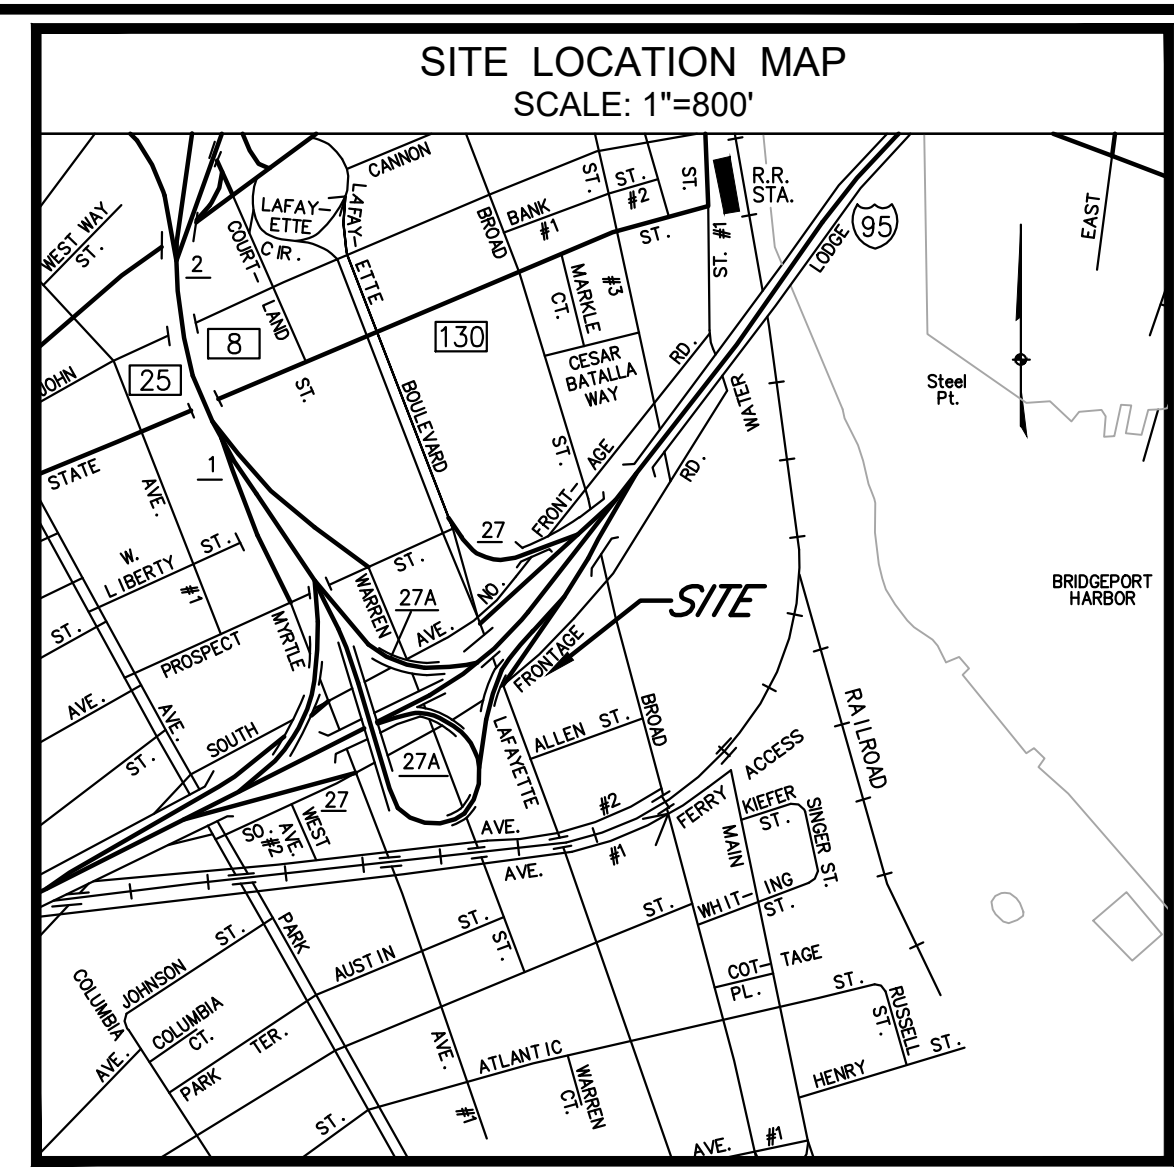 SITE LOCATION MAP
SCALE: 1"=800'
CANNON
R.R.
STA.
ST.
ST.
#2
ST.
BANK
#1
ST.
LAFAY-
ETTE
CIR.
LAFAY-
ETTE
BOULEVARD
BROAD
ST.
#1
ST.
LODGE
95
EAST
WEST WAY
ST.
2
COURT-
LAND
ST.
8
130
25
MARKLE
CT.
#3
CESAR
BATALLA
WAY
RD.
WATER
Steel
Pt.
JOHN
STATE
1
AVE.
FRONT-
AGE
RD.
27
W.
LIBERTY
ST.
#1
ST.
WARREN
27A
AVE.
NO.
SITE
BRIDGEPORT
HARBOR
ST.
PROSPECT
MYRTLE
FRONTAGE
AVE.
AVE.
SOUTH
ST.
LAFAYETTE
ALLEN ST.
BROAD
RAILROAD
27A
27
SO.
#2
AVE.
WEST
AVE.
AVE.
#2
#1
FERRY
ACCESS
MAIN
KIEFER
ST.
SINGER ST.
WHIT-
ING
ST.
ST.
PARK
JOHNSON
ST.
AUSTIN
ST.
ST.
COT-
TAGE
PL.
ST.
RUSSELL
ST.
COLUMBIA
AVE.
COLUMBIA
CT.
PARK
TER.
AVE.
#1
ATLANTIC
WARREN
CT.
ST.
HENRY
ST.
AVE.
#1